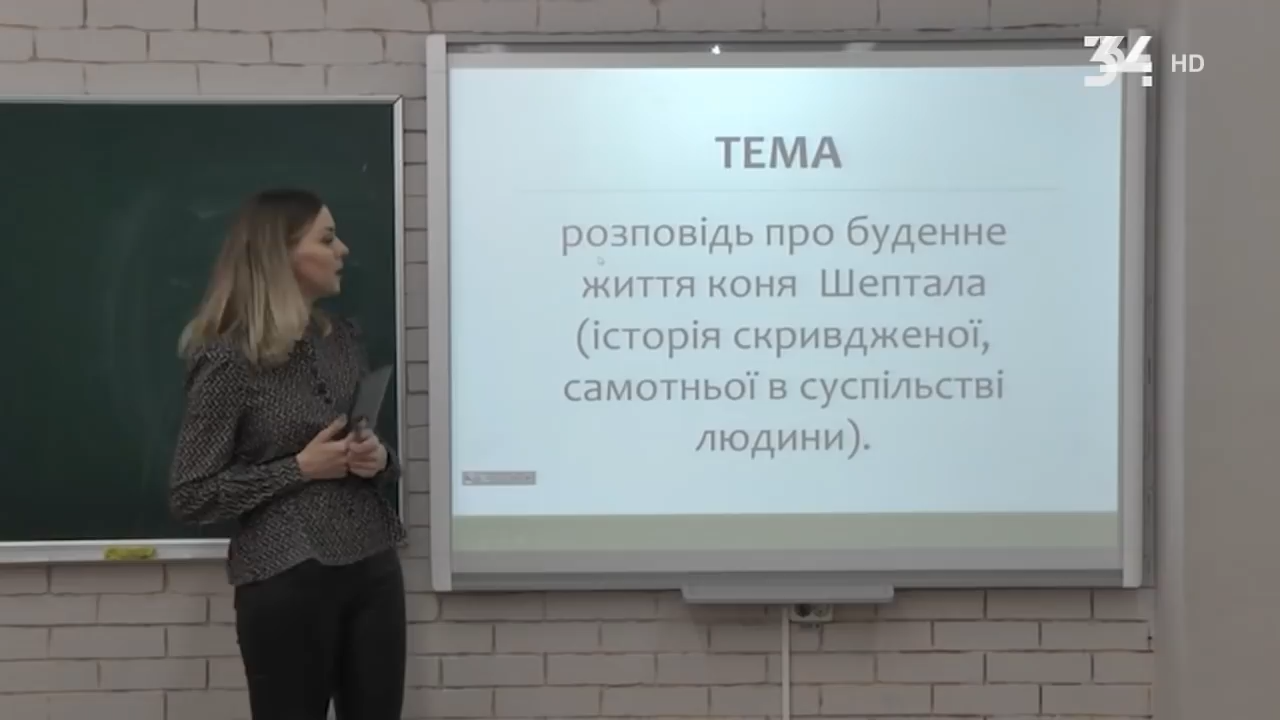 34 HD
ТЕМА
розповідь про буденне
життя коня Шептала
(історія скривдженої,
самотньої в суспільстві
людини).